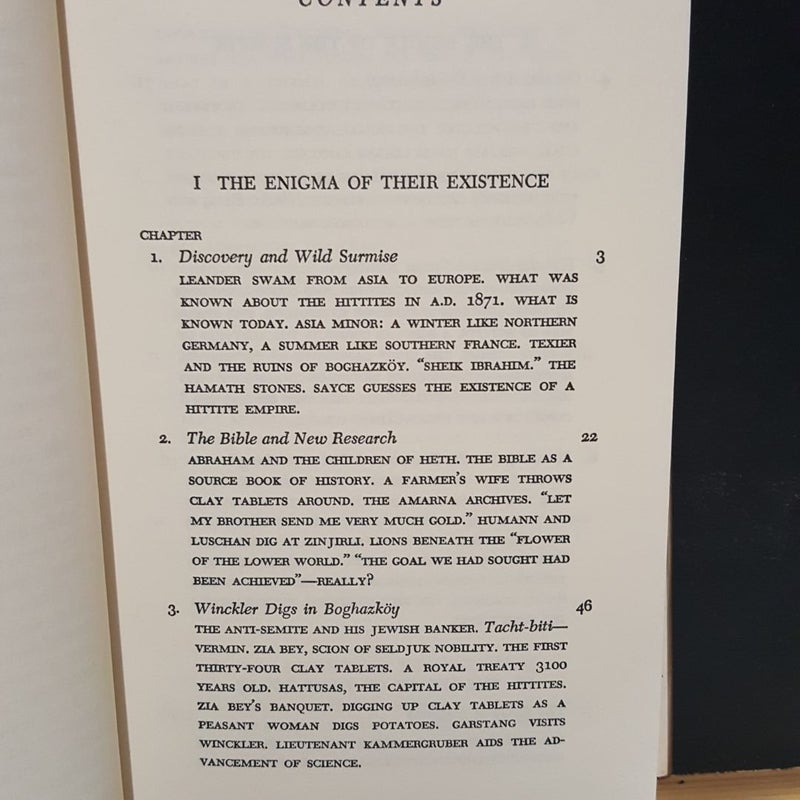 CONTENTS
I THE ENIGMA OF THEIR EXISTENCE
CHAPTER
1. Discovery and Wild Surmise 3
LEANDER SWAM FROM ASIA TO EUROPE. WHAT WAS
KNOWN ABOUT THE HITTITES IN A.D. 1871. WHAT IS
KNOWN TODAY. ASIA MINOR: A WINTER LIKE NORTHERN
GERMANY, A SUMMER LIKE SOUTHERN FRANCE. TEXIER
AND THE RUINS OF BOGHAZKÖY. “SHEIK IBRAHIM.” THE
HAMATH STONES. SAYCE GUESSES THE EXISTENCE OF A
HITTITE EMPIRE.
2. The Bible and New Research 22
ABRAHAM AND THE CHILDREN OF HETH. THE BIBLE AS A
SOURCE BOOK OF HISTORY. A FARMER’S WIFE THROWS
CLAY TABLETS AROUND. THE AMARNA ARCHIVES. “LET
MY BROTHER SEND ME VERY MUCH GOLD.” HUMANN AND
LUSCHAN DIG AT ZINJIRLI. LIONS BENEATH THE “FLOWER
OF THE LOWER WORLD.” “THE GOAL WE HAD SOUGHT HAD
BEEN ACHIEVED”—REALLY?
3. Winckler Digs in Boghazköy 46
THE ANTI-SEMITE AND HIS JEWISH BANKER. Tacht-biti—
VERMIN. ZIA BEY, SCION OF SELDJUK NOBILITY. THE FIRST
THIRTY-FOUR CLAY TABLETS. A ROYAL TREATY 3100
YEARS OLD. HATTUSAS, THE CAPITAL OF THE HITTITES.
ZIA BEY’S BANQUET. DIGGING UP CLAY TABLETS AS A
PEASANT WOMAN DIGS POTATOES. GARSTANG VISITS
WINCKLER. LIEUTENANT KAMMERGRUBER AIDS THE AD-
VANCEMENT OF SCIENCE.